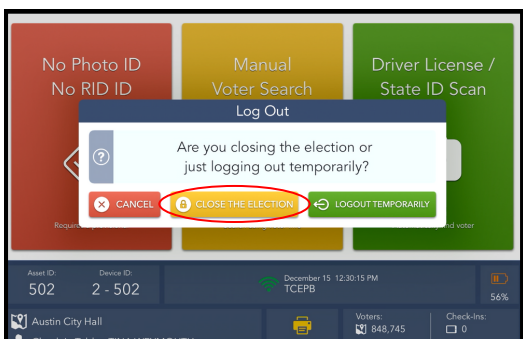 No Photo ID
No RID ID
Manual
Voter Search
Driver License /
State ID Scan
Log Out
Are you closing the election or
just logging out temporarily?
CANCEL
CLOSE THE ELECTION
LOGOUT TEMPORARILY
and voter
Asset ID:
502
Device ID:
2 - 502
December 15 12:30:15 PM
TCEPB
56%
Austin City Hall
Voters:
848,745
Check-Ins:
0